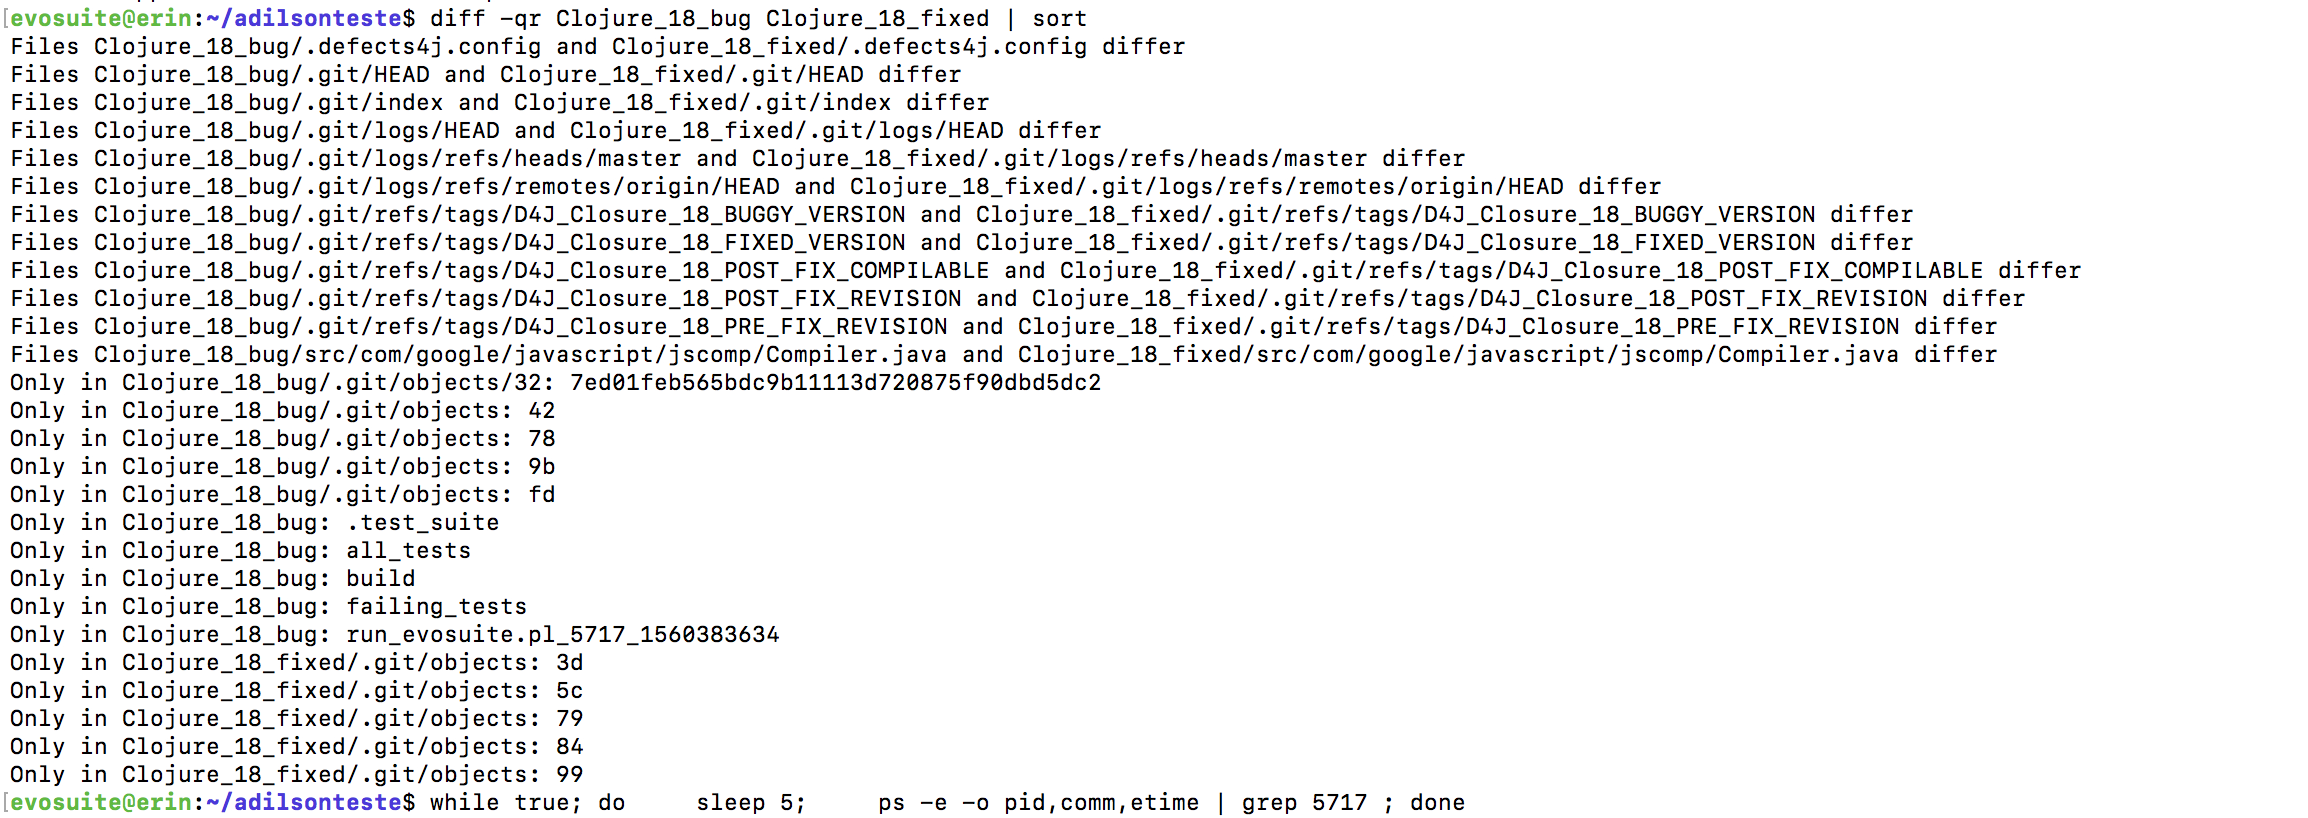 [evosuite@erin:~/adilsonteste$ diff -qr Clojure_18_bug Clojure_18_fixed | sort
Files Clojure_18_bug/.defects4j.config and Clojure_18_fixed/.defects4j.config differ
Files Clojure_18_bug/.git/HEAD and Clojure_18_fixed/.git/HEAD differ
Files Clojure_18_bug/.git/index and Clojure_18_fixed/.git/index differ
Files Clojure_18_bug/.git/logs/HEAD and Clojure_18_fixed/.git/logs/HEAD differ
Files Clojure_18_bug/.git/logs/refs/heads/master and Clojure_18_fixed/.git/logs/refs/heads/master differ
Files Clojure_18_bug/.git/logs/refs/remotes/origin/HEAD and Clojure_18_fixed/.git/logs/refs/remotes/origin/HEAD differ
Files Clojure_18_bug/.git/refs/tags/D4J_Closure_18_BUGGY_VERSION and Clojure_18_fixed/.git/refs/tags/D4J_Closure_18_BUGGY_VERSION differ
Files Clojure_18_bug/.git/refs/tags/D4J_Closure_18_FIXED_VERSION and Clojure_18_fixed/.git/refs/tags/D4J_Closure_18_FIXED_VERSION differ
Files Clojure_18_bug/.git/refs/tags/D4J_Closure_18_POST_FIX_COMPILABLE and Clojure_18_fixed/.git/refs/tags/D4J_Closure_18_POST_FIX_COMPILABLE differ
Files Clojure_18_bug/.git/refs/tags/D4J_Closure_18_POST_FIX_REVISION and Clojure_18_fixed/.git/refs/tags/D4J_Closure_18_POST_FIX_REVISION differ
Files Clojure_18_bug/.git/refs/tags/D4J_Closure_18_PRE_FIX_REVISION and Clojure_18_fixed/.git/refs/tags/D4J_Closure_18_PRE_FIX_REVISION differ
Files Clojure_18_bug/src/com/google/javascript/jscomp/Compiler.java and Clojure_18_fixed/src/com/google/javascript/jscomp/Compiler.java differ
Only in Clojure_18_bug/.git/objects/32: 7ed01feb565bdc9b11113d720875f90dbd5dc2
Only in Clojure_18_bug/.git/objects: 42
Only in Clojure_18_bug/.git/objects: 78
Only in Clojure_18_bug/.git/objects: 9b
Only in Clojure_18_bug/.git/objects: fd
Only in Clojure_18_bug: .test_suite
Only in Clojure_18_bug: all_tests
Only in Clojure_18_bug: build
Only in Clojure_18_bug: failing_tests
Only in Clojure_18_bug: run_evosuite.pl_5717_1560383634
Only in Clojure_18_fixed/.git/objects: 3d
Only in Clojure_18_fixed/.git/objects: 5c
Only in Clojure_18_fixed/.git/objects: 79
Only in Clojure_18_fixed/.git/objects: 84
Only in Clojure_18_fixed/.git/objects: 99
[evosuite@erin:~/adilsonteste$ while true; do     sleep 5;     ps -e -o pid,comm,etime | grep 5717 ; done